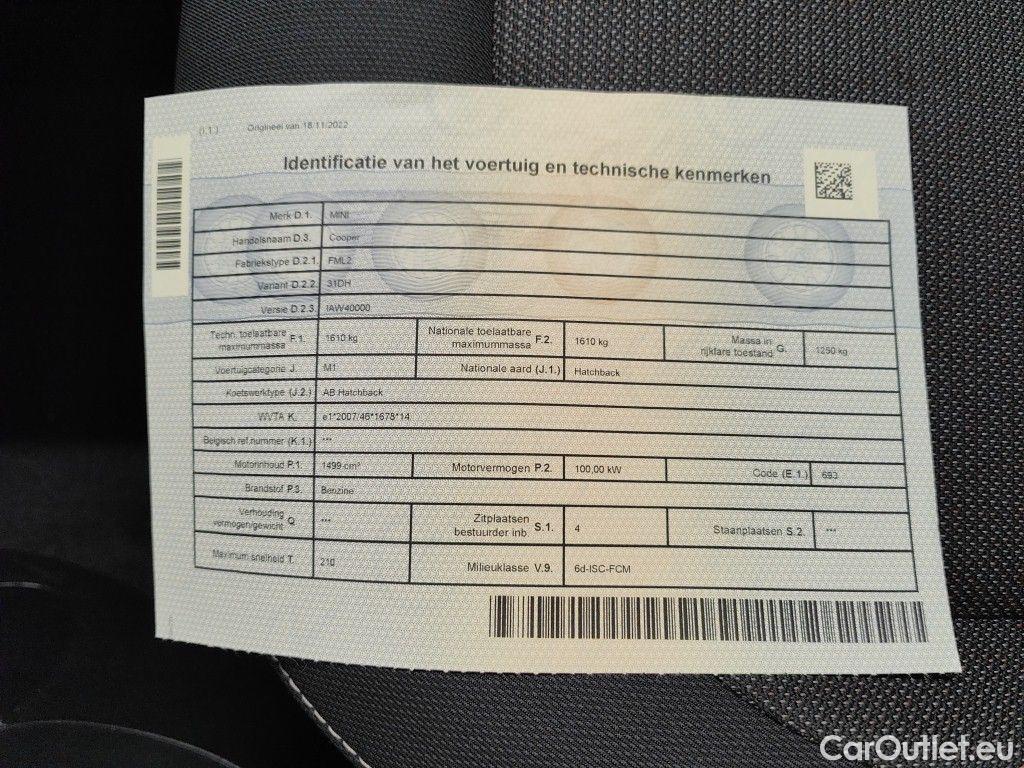 (I.1.) Origineel van 18/11/2022
Identificatie van het voertuig en technische kenmerken
Merk D.1. MINI
Handelsnaam D.3. Cooper
Fabriekstype D.2.1. FML2
Variant D.2.2. 31DH
Versie D.2.3. IAW40000
Techn. toelaatbare maximummassa F.1. 1610 kg Nationale toelaatbare maximummassa F.2. 1610 kg Massa in rijklare toestand G. 1250 kg
Voertuigcategorie J. M1 Nationale aard (J.1.) Hatchback
Koetswerktype (J.2.) AB Hatchback
WVTA K. e1*2007/46*1678*14
Belgisch ref.nummer (K.1.) ***
Motorinhoud P.1. 1499 cm³ Motorvermogen P.2. 100,00 kW Code (E.1.) 693
Brandstof P.3. Benzine
Verhouding vermogen/gewicht Q *** Zitplaatsen bestuurder inb. S.1. 4 Staanplaatsen S.2. ***
Maximum snelheid T. 210 Milieuklasse V.9. 6d-ISC-FCM
CarOutlet.eu